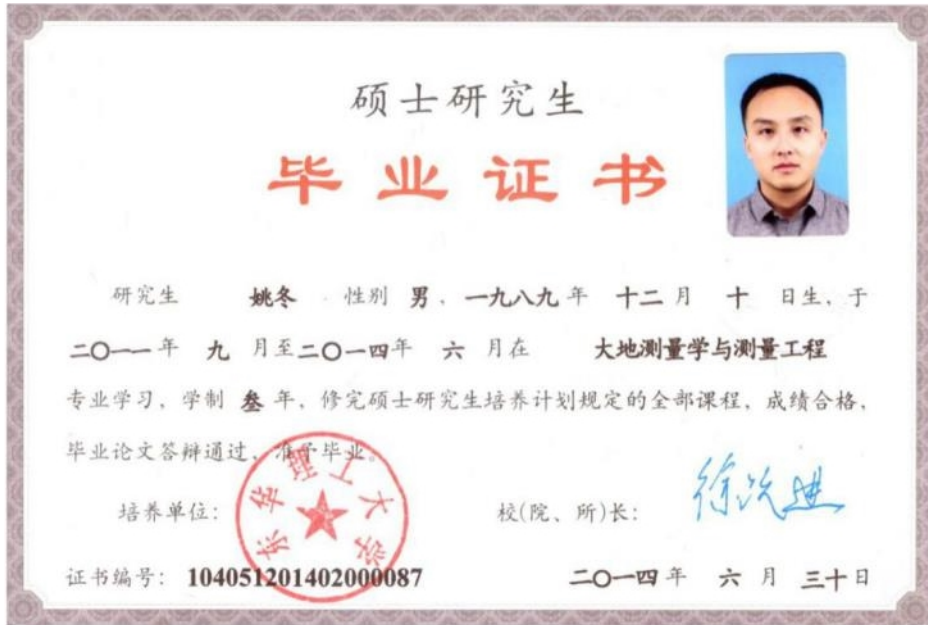 硕士研究生
毕业证书
研究生 姚冬 性别 男，一九八九年 十二月 十 日生，于
二〇一一年 九 月至二〇一四年 六 月在 大地测量学与测量工程
专业学习，学制 叁 年，修完硕士研究生培养计划规定的全部课程，成绩合格，
毕业论文答辩通过，准予毕业。
培养单位：
东华理工大学
校(院、所)长：
证书编号：104051201402000087
二〇一四年 六 月 三十日